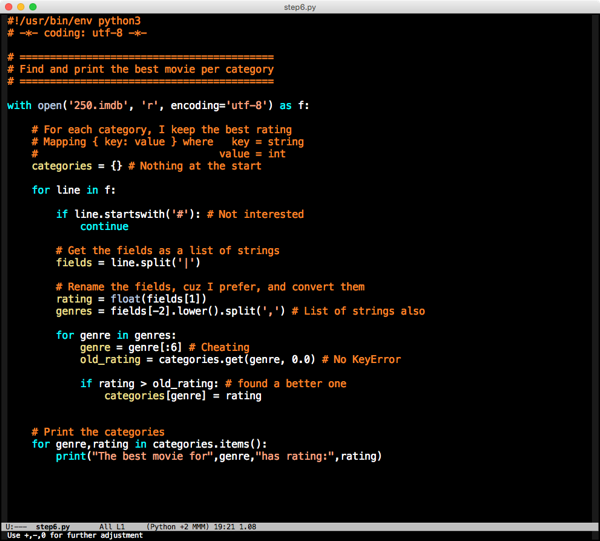 step6.py
#!/usr/bin/env python3
# -*- coding: utf-8 -*-
# ==========================================
# Find and print the best movie per category
# ==========================================
with open('250.imdb', 'r', encoding='utf-8') as f:
    # For each category, I keep the best rating
    # Mapping { key: value } where   key = string
    #                              value = int
    categories = {} # Nothing at the start
    for line in f:
        if line.startswith('#'): # Not interested
            continue
        # Get the fields as a list of strings
        fields = line.split('|')
        # Rename the fields, cuz I prefer, and convert them
        rating = float(fields[1])
        genres = fields[-2].lower().split(',') # List of strings also
        for genre in genres:
            genre = genre[:6] # Cheating
            old_rating = categories.get(genre, 0.0) # No KeyError
            if rating > old_rating: # found a better one
                categories[genre] = rating
    # Print the categories
    for genre,rating in categories.items():
        print("The best movie for",genre,"has rating:",rating)
U:---  step6.py       All L1     (Python +2 MMM) 19:21 1.08
Use +,-,0 for further adjustment